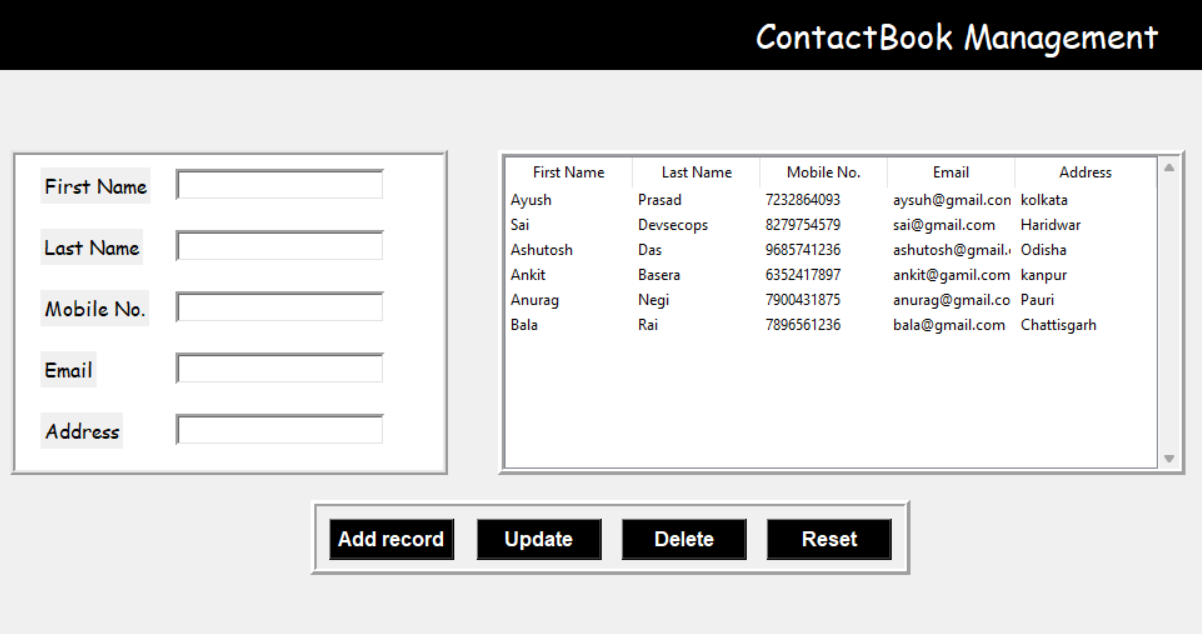 ContactBook Management
First Name
Last Name
Mobile No.
Email
Address
First Name Last Name Mobile No. Email Address
Ayush Prasad 7232864093 aysuh@gmail.con kolkata
Sai Devsecops 8279754579 sai@gmail.com Haridwar
Ashutosh Das 9685741236 ashutosh@gmail. Odisha
Ankit Basera 6352417897 ankit@gamil.com kanpur
Anurag Negi 7900431875 anurag@gmail.co Pauri
Bala Rai 7896561236 bala@gmail.com Chattisgarh
Add record Update Delete Reset